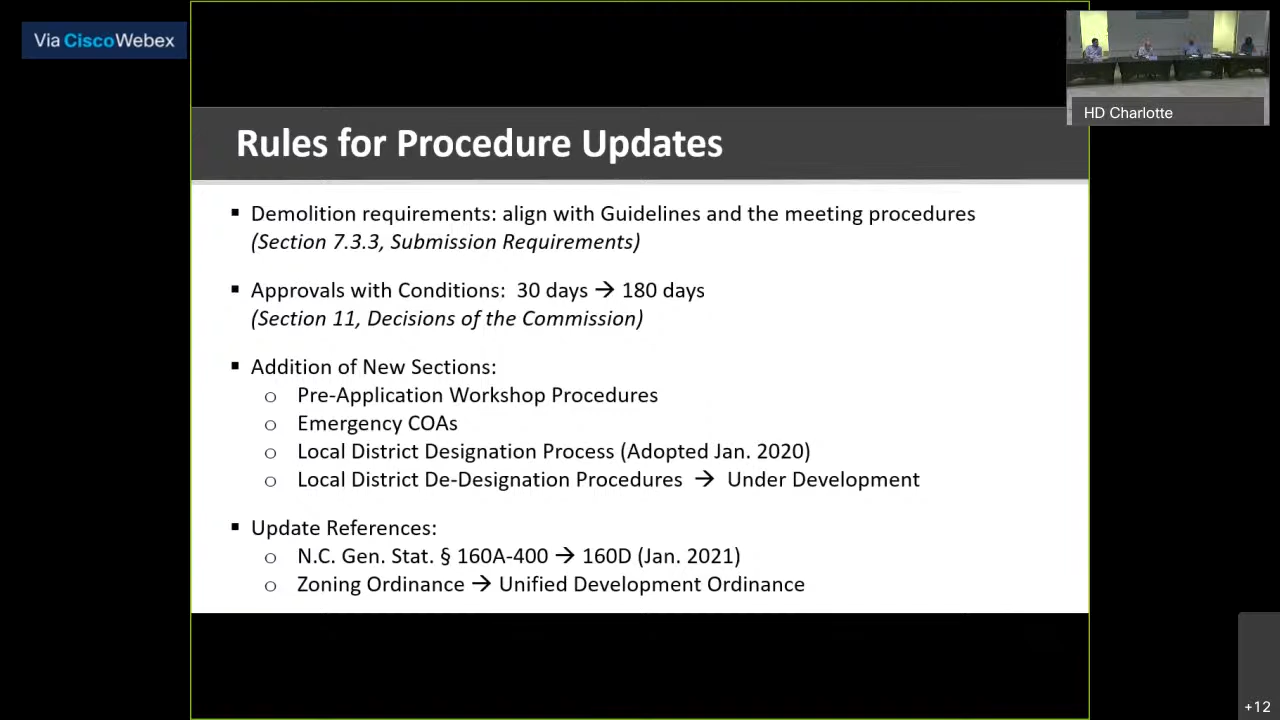 Via CiscoWebex
HD Charlotte
Rules for Procedure Updates
▪ Demolition requirements: align with Guidelines and the meeting procedures
(Section 7.3.3, Submission Requirements)
▪ Approvals with Conditions: 30 days → 180 days
(Section 11, Decisions of the Commission)
▪ Addition of New Sections:
o Pre-Application Workshop Procedures
o Emergency COAs
o Local District Designation Process (Adopted Jan. 2020)
o Local District De-Designation Procedures → Under Development
▪ Update References:
o N.C. Gen. Stat. § 160A-400 → 160D (Jan. 2021)
o Zoning Ordinance → Unified Development Ordinance
+12